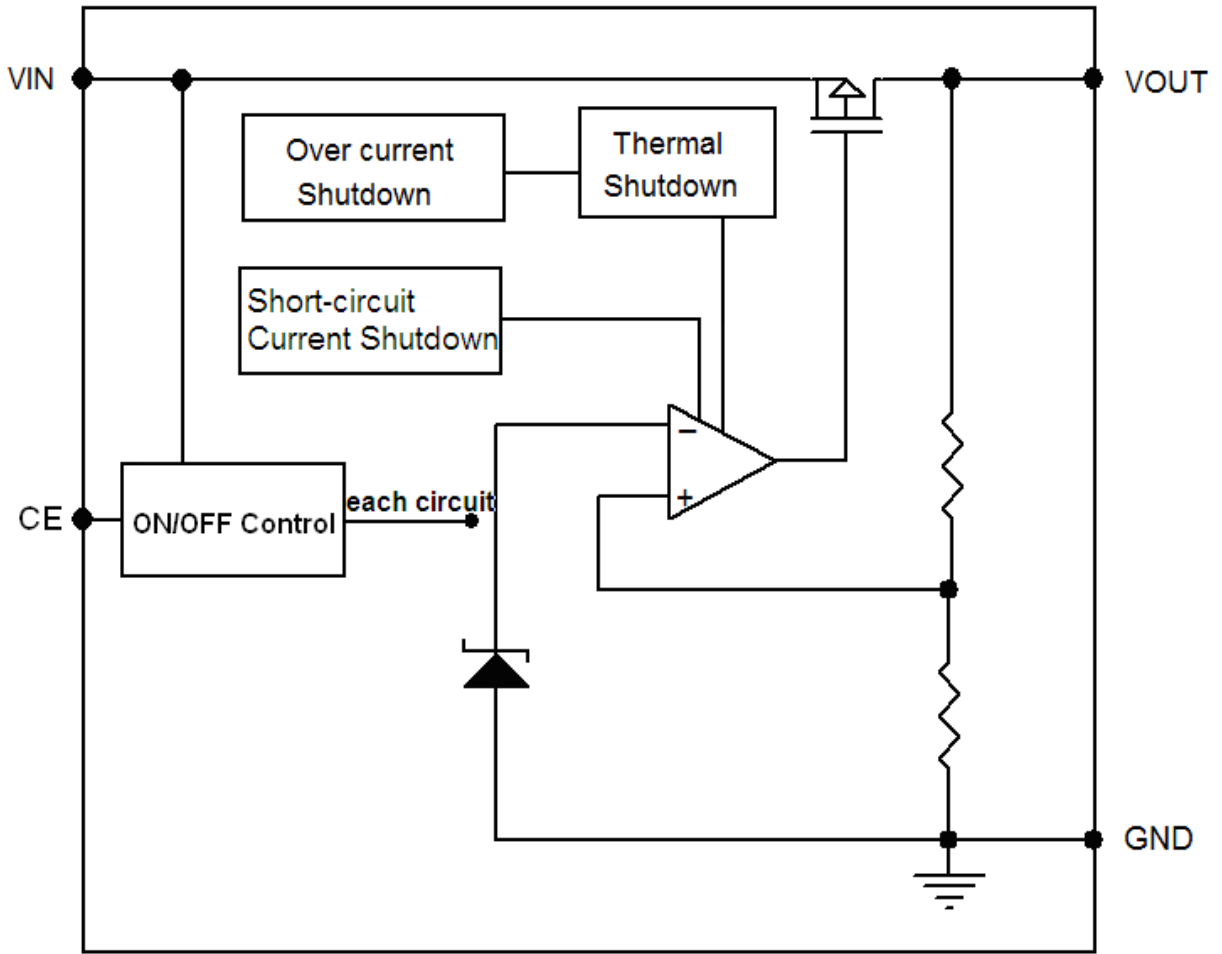 VIN
VOUT
Over current
Shutdown
Thermal
Shutdown
Short-circuit
Current Shutdown
−
+
each circuit
CE
ON/OFF Control
GND